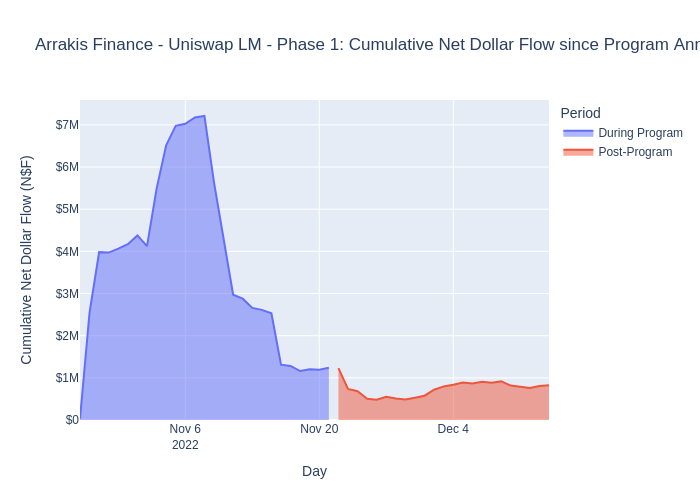 Arrakis Finance - Uniswap LM - Phase 1: Cumulative Net Dollar Flow since Program
Period
During Program
Post-Program
Cumulative Net Dollar Flow (N$F)
$7M
$6M
$5M
$4M
$3M
$2M
$1M
$0
Nov 6
2022
Nov 20
Dec 4
Day